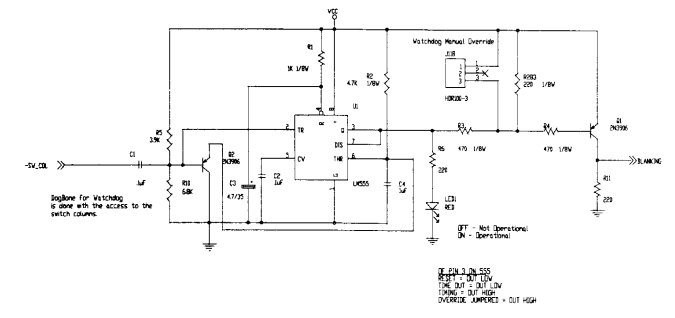 VCC
R1
1K 1/8W
Watchdog Manual Override
J118
1
2
3
HDR100-3
R2
4.7K 1/8W
R203
220 1/8W
U1
R5
3.9K
Q2
2N3906
2
TR
R
Q
3
DIS
7
5
CV
THR
6
8
1
LM555
R3
470 1/8W
R4
470 1/8W
Q1
2N3906
-SW_COL
C1
.1uF
R10
68K
C3
4.7/25
C2
.1uF
C4
1uF
R6
220
LED1
RED
BLANKING
R11
220
DogBone for Watchdog
is done with the access to the
switch columns.
OFF - Not Operational
ON - Operational
OF PIN 3 ON 555
RESET = OUT LOW
TIME OUT = OUT LOW
TIMING = OUT HIGH
OVERRIDE JUMPERED = OUT HIGH